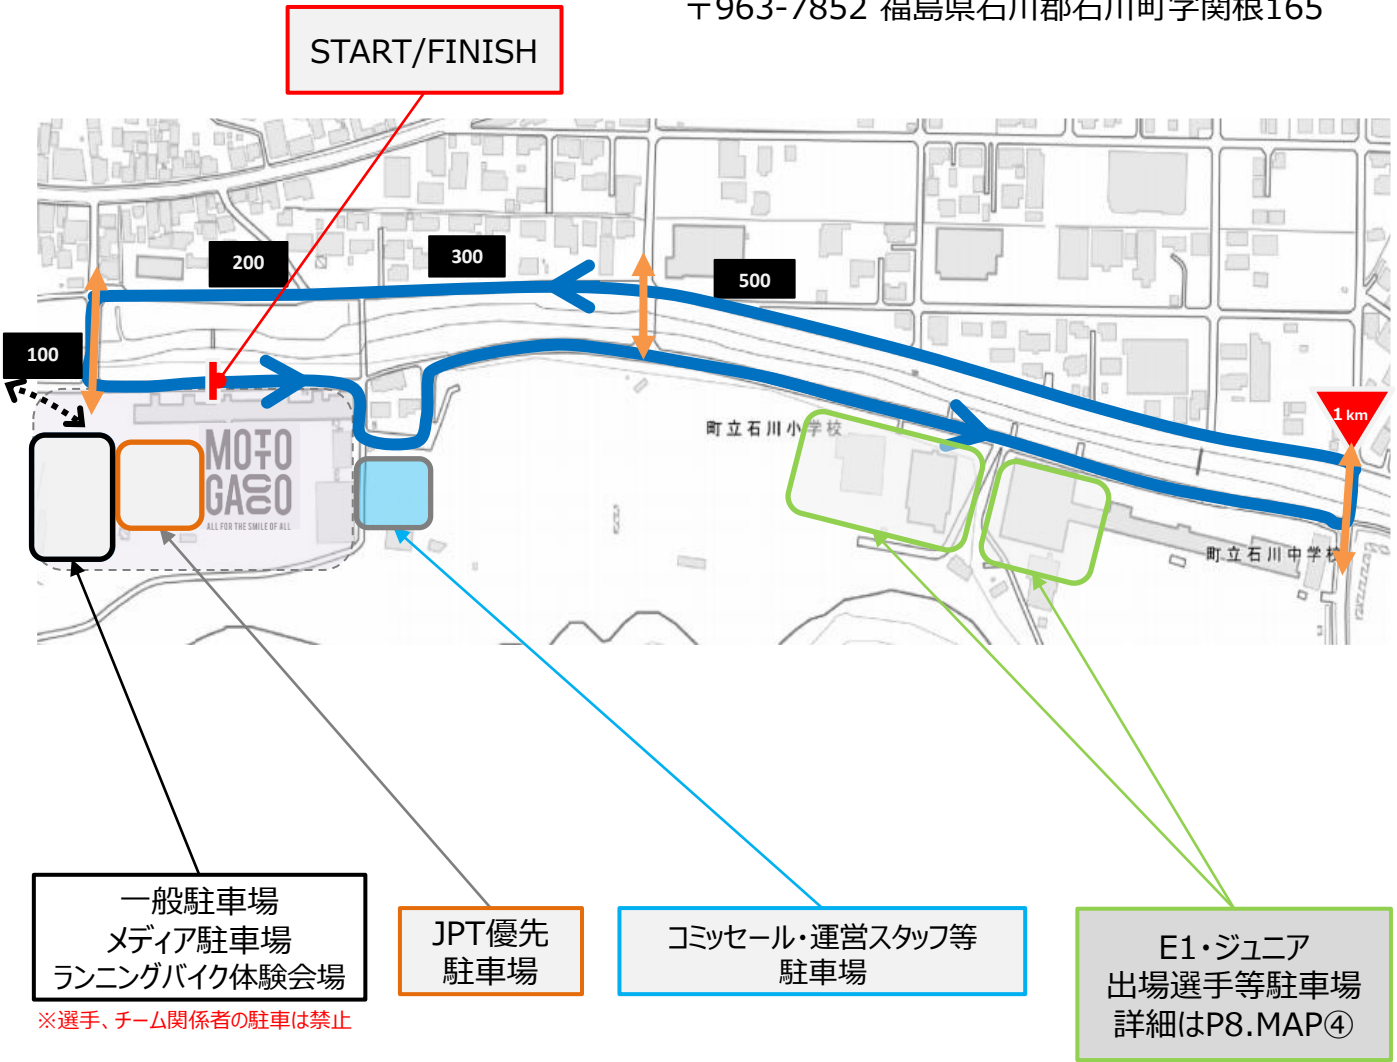 〒963-7852 福島県石川郡石川町字関根165
START/FINISH
200
300
500
100
1 km
町立石川小学校
MOTO
GACCO
ALL FOR THE SMILE OF ALL
町立石川中学校
一般駐車場
メディア駐車場
ランニングバイク体験会場
※選手、チーム関係者の駐車は禁止
JPT優先
駐車場
コミッセール・運営スタッフ等
駐車場
E1・ジュニア
出場選手等駐車場
詳細はP8.MAP④